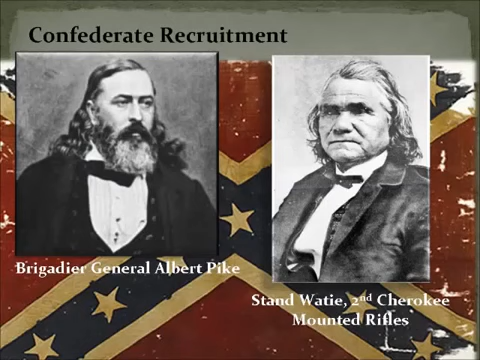 Confederate Recruitment
Brigadier General Albert Pike
Stand Watie, 2nd Cherokee
Mounted Rifles